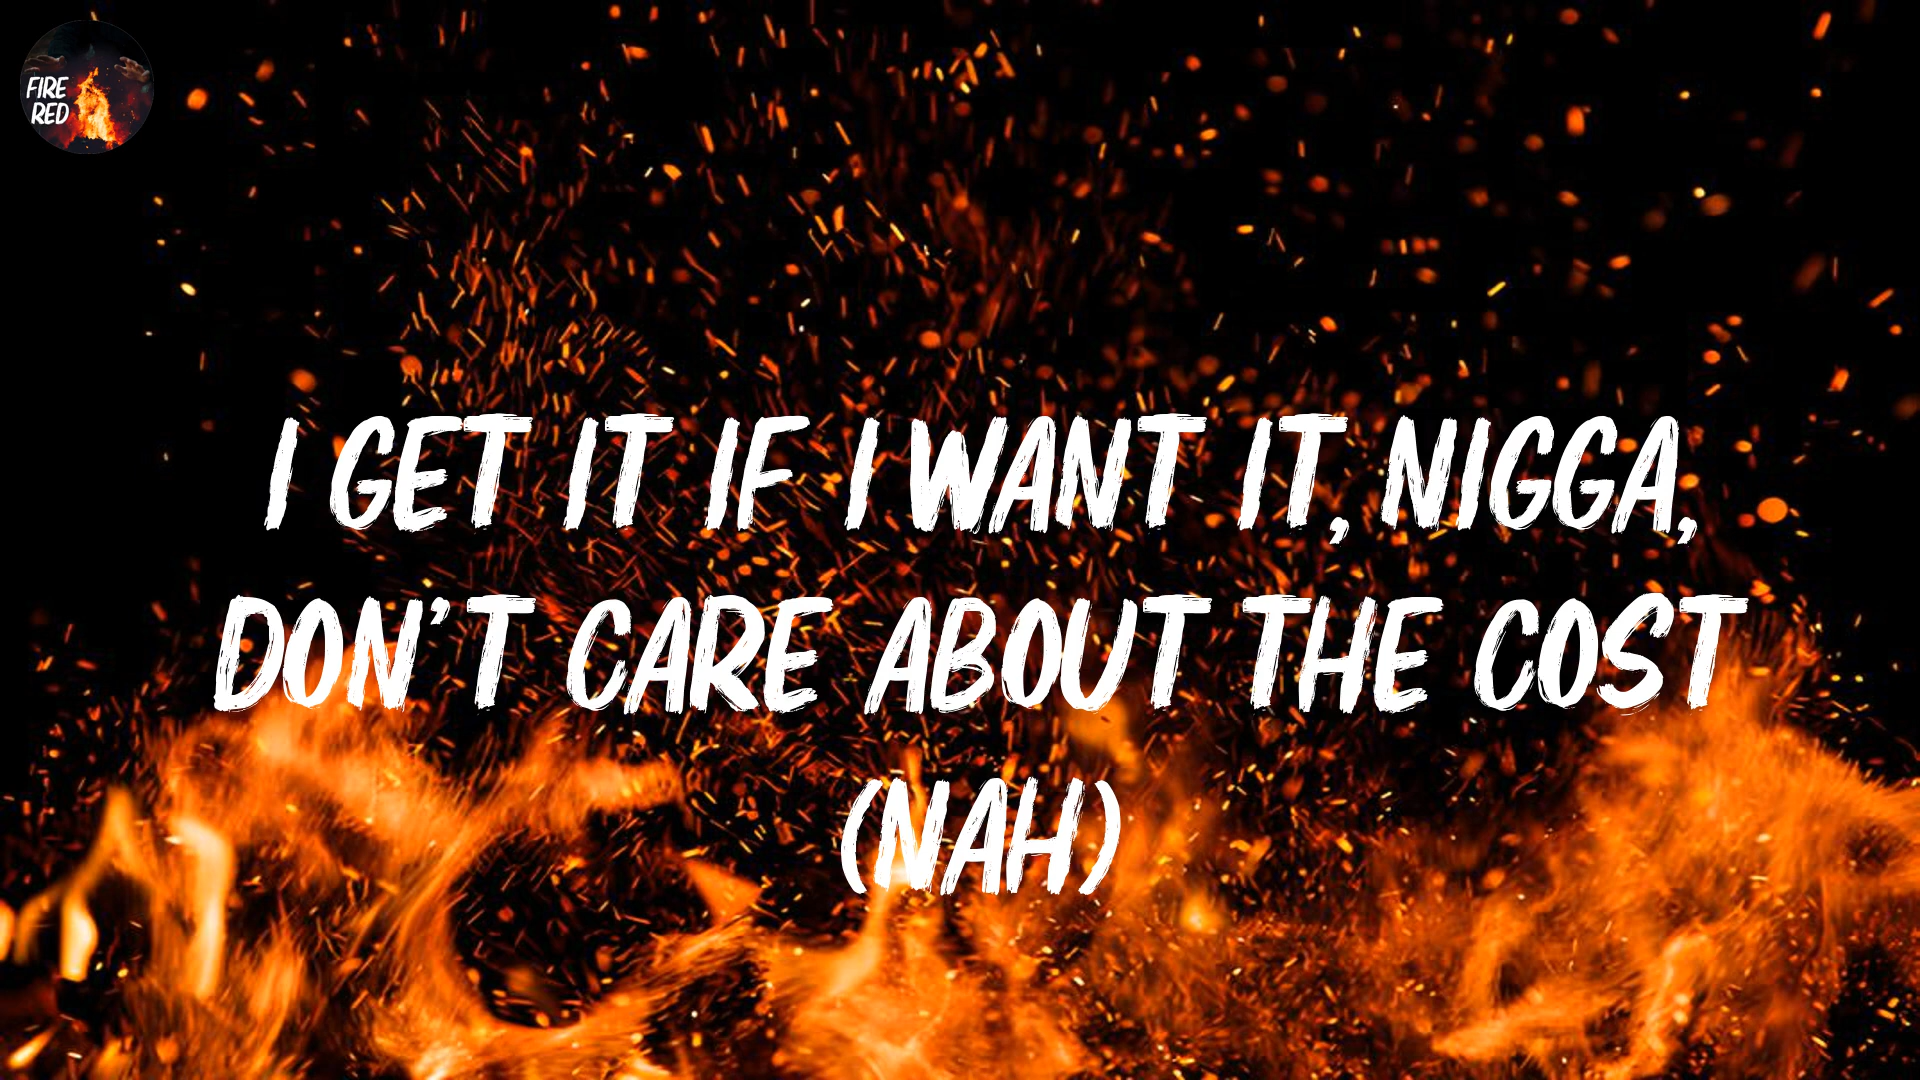 FIRE
RED
I GET IT IF I WANT IT, NIGGA,
DON'T CARE ABOUT THE COST
(NAH)